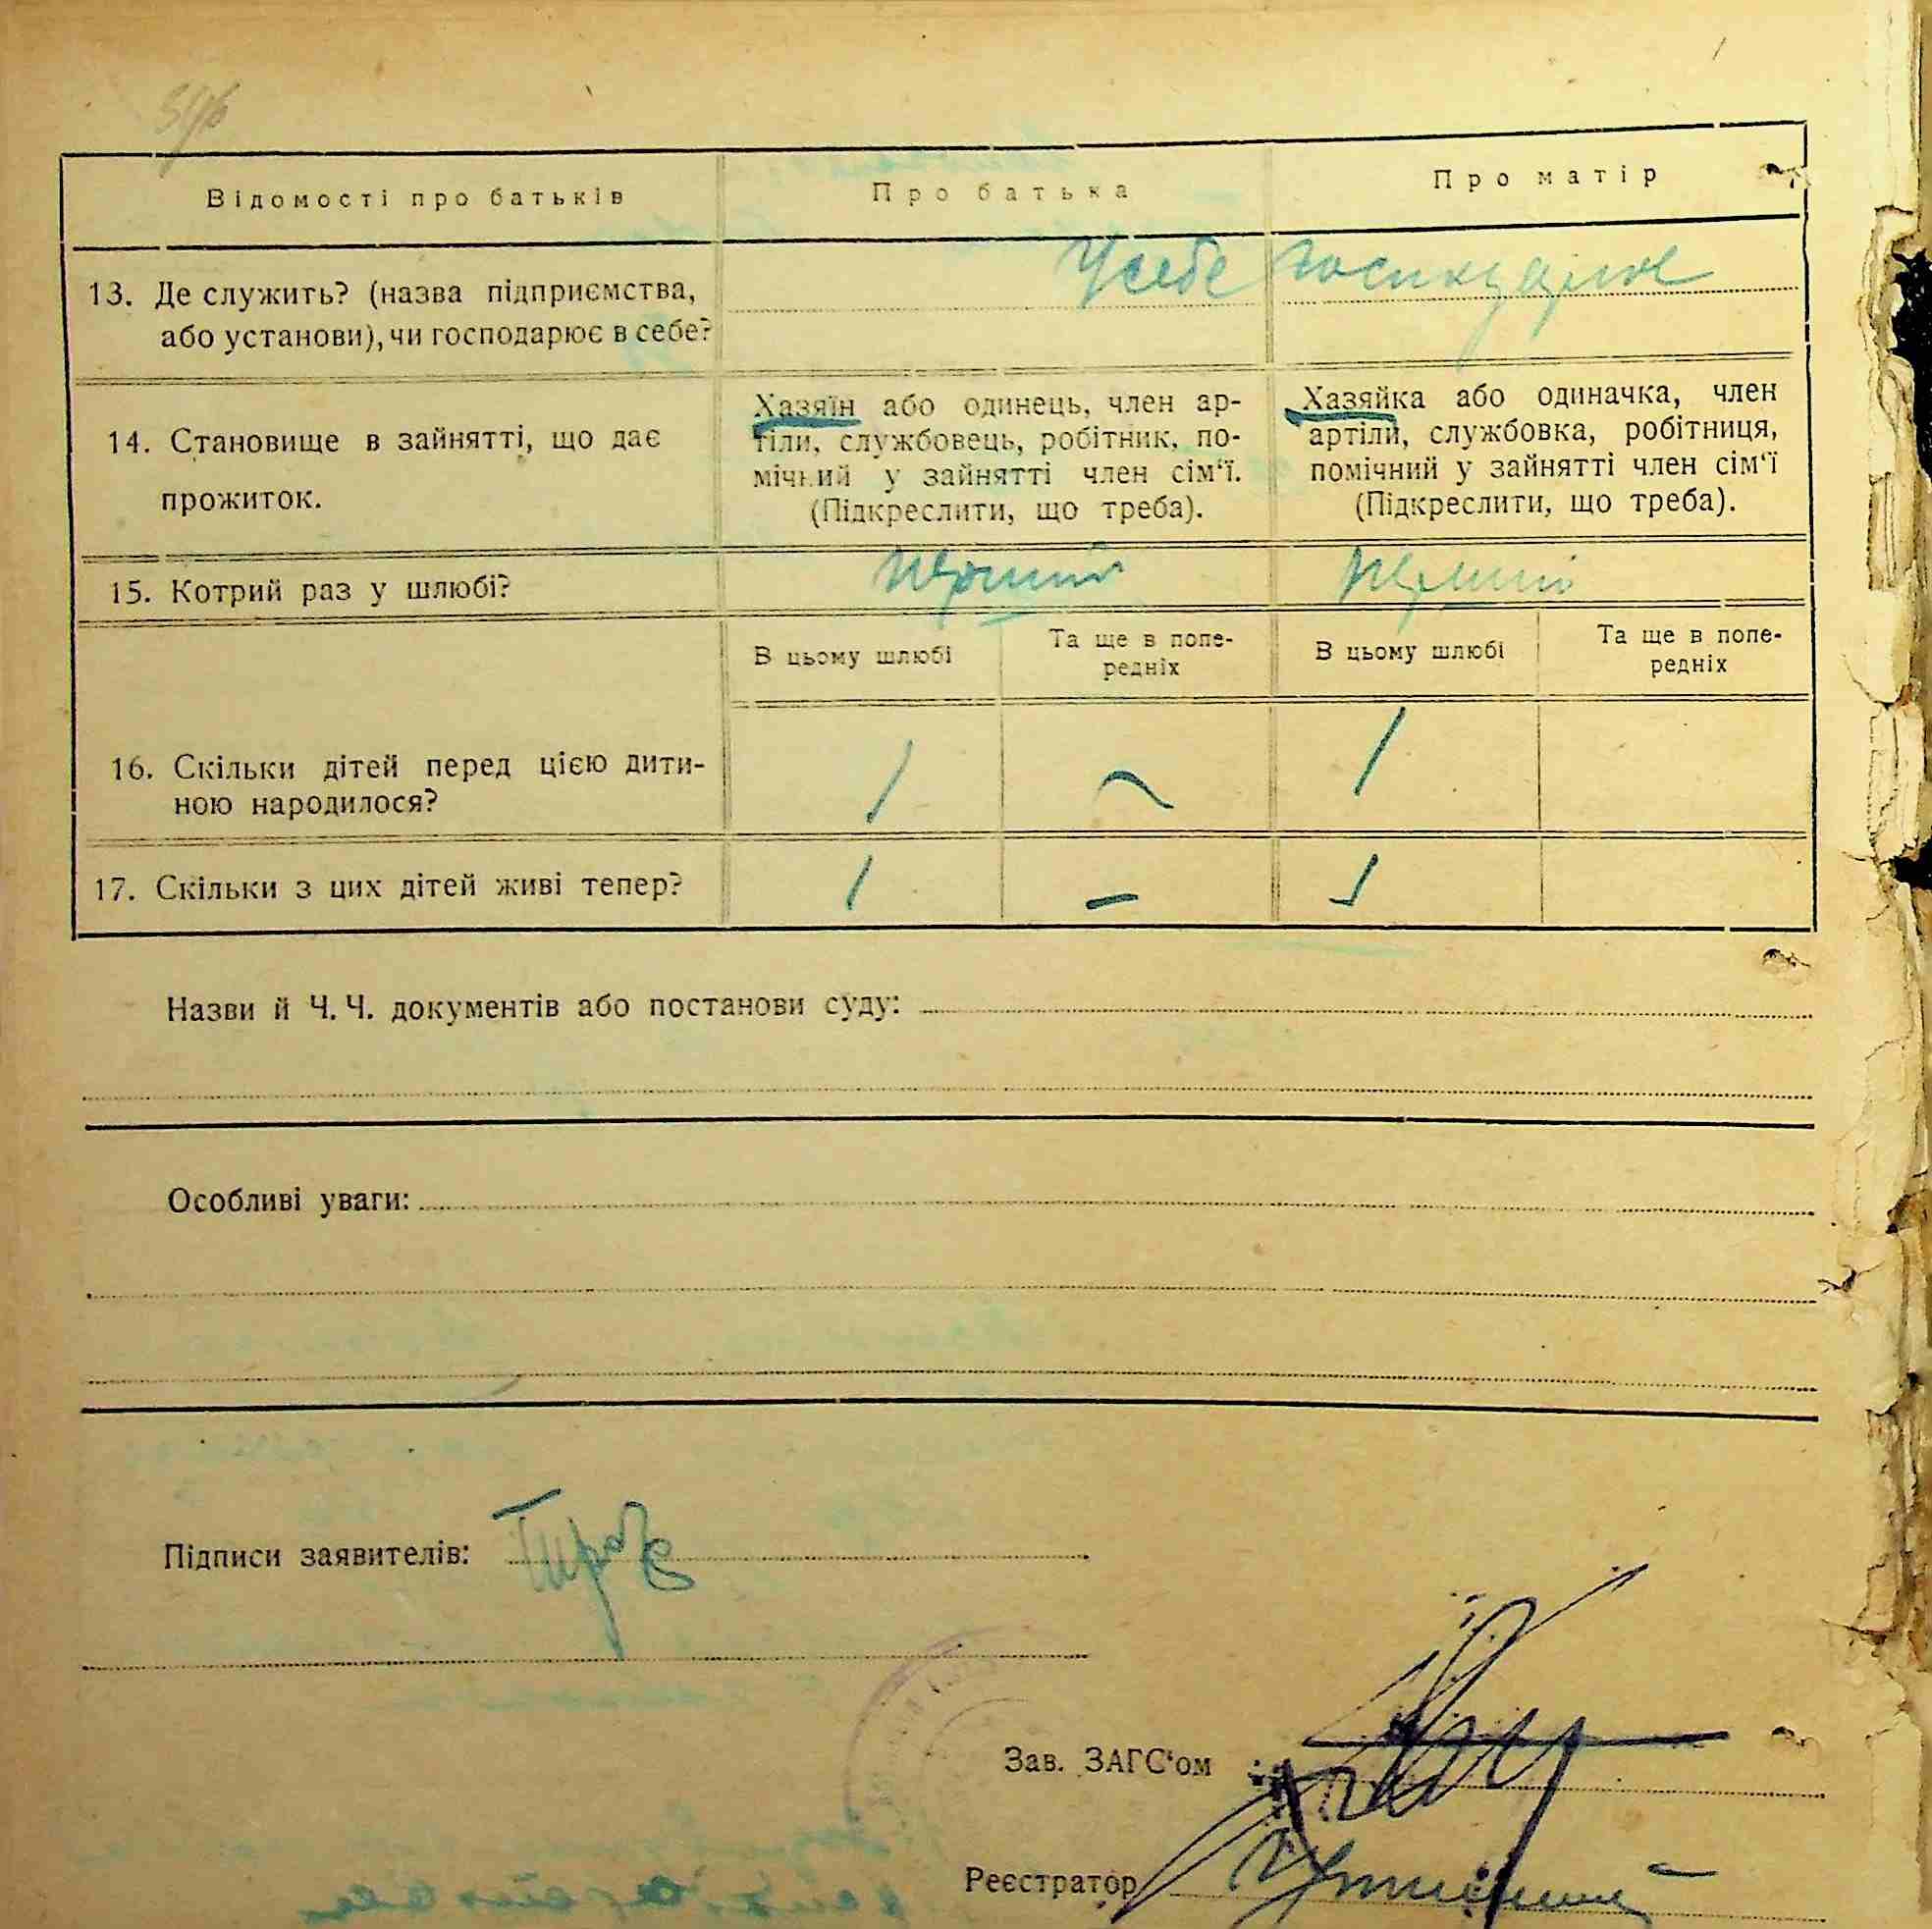 Відомості про батьків Про батька Про матір
13. Де служить? (назва підприємства,
або установи), чи господарює в себе?
У себе господарює
14. Становище в зайнятті, що дає
прожиток.
Хазяїн або одинець, член ар-
тіли, службовець, робітник, по-
мічний у зайнятті член сім‘ї.
(Підкреслити, що треба).
Хазяйка або одиначка, член
артіли, службовка, робітниця,
помічний у зайнятті член сім‘ї
(Підкреслити, що треба).
15. Котрий раз у шлюбі? перший перший
В цьому шлюбі Та ще в попе-
редніх
В цьому шлюбі Та ще в попе-
редніх
16. Скільки дітей перед цією дити-
ною народилося?
1 — 1
17. Скільки з цих дітей живі тепер? 1 — 1
Назви й Ч. Ч. документів або постанови суду:
Особливі уваги:
Підписи заявителів:
Зав. ЗАГС‘ом
Реєстратор